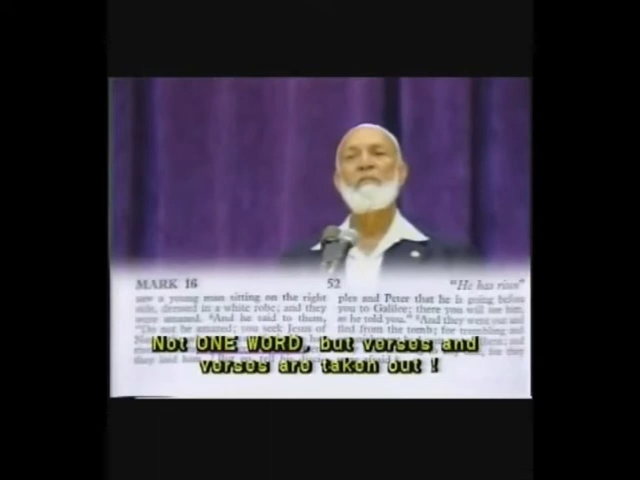 MARK 16 52 "He has risen"
saw a young man sitting on the right
side, dressed in a white robe; and they
were amazed. "And he said to them,
"Do not be amazed; you seek Jesus of
ples and Peter that he is going before
you to Galilee; there you will see him,
as he told you." "And they went out and
fled from the tomb; for trembling and
Not ONE WORD, but verses and
verses are taken out !